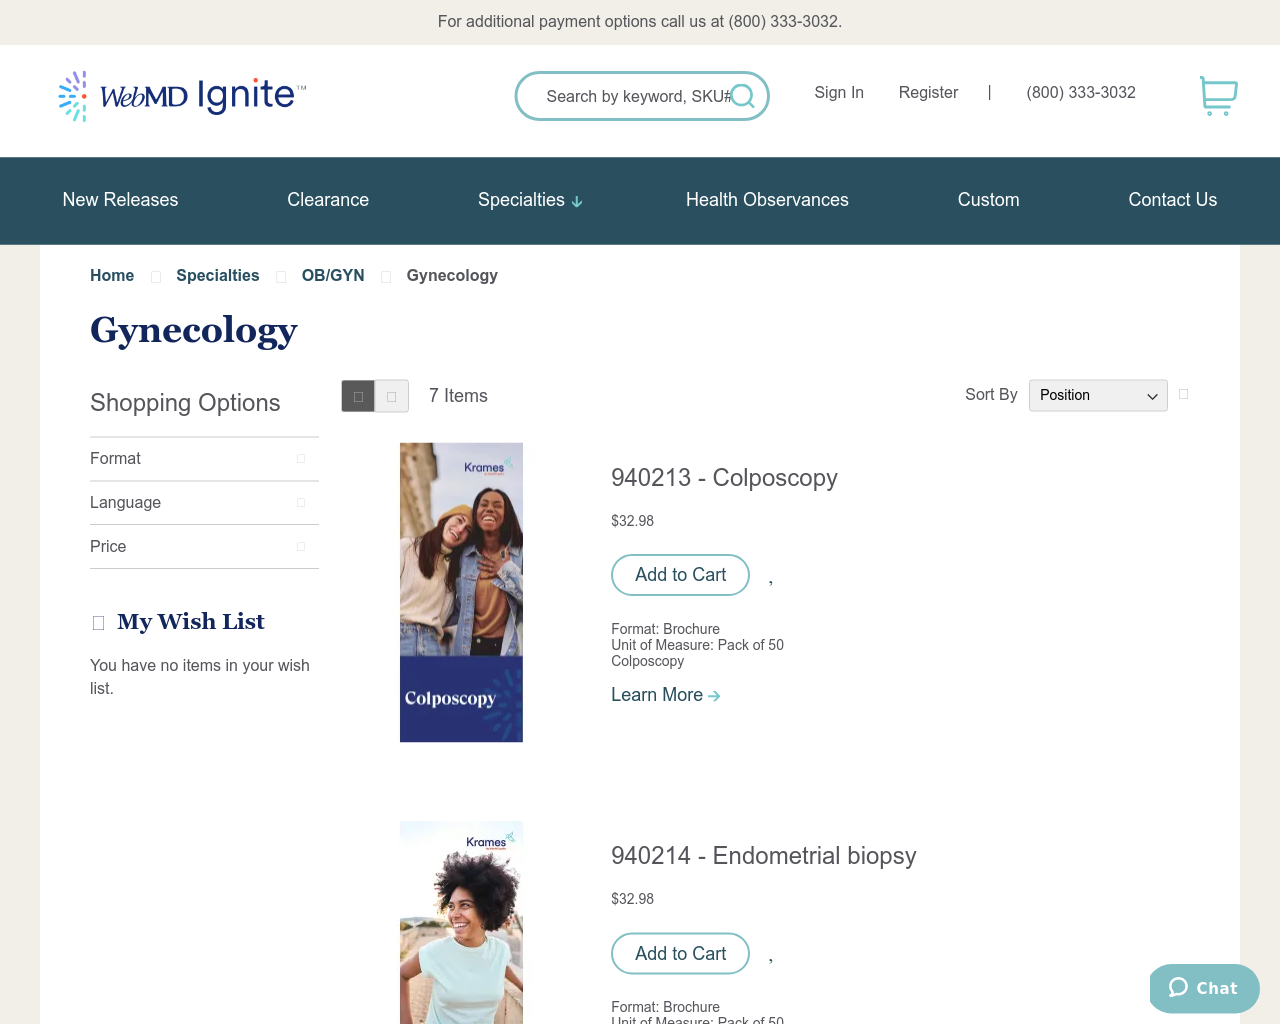 For additional payment options call us at (800) 333-3032.
WebMD Ignite™
Search by keyword, SKU#
Sign In
Register
|
(800) 333-3032
New Releases
Clearance
Specialties
Health Observances
Custom
Contact Us
Home
Specialties
OB/GYN
Gynecology
Gynecology
Shopping Options
7 Items
Sort By
Position
Format
Language
Price
My Wish List
You have no items in your wish
list.
Krames
Colposcopy
940213 - Colposcopy
$32.98
Add to Cart
,
Format: Brochure
Unit of Measure: Pack of 50
Colposcopy
Learn More
Krames
940214 - Endometrial biopsy
$32.98
Add to Cart
,
Format: Brochure
Unit of Measure: Pack of 50
Chat